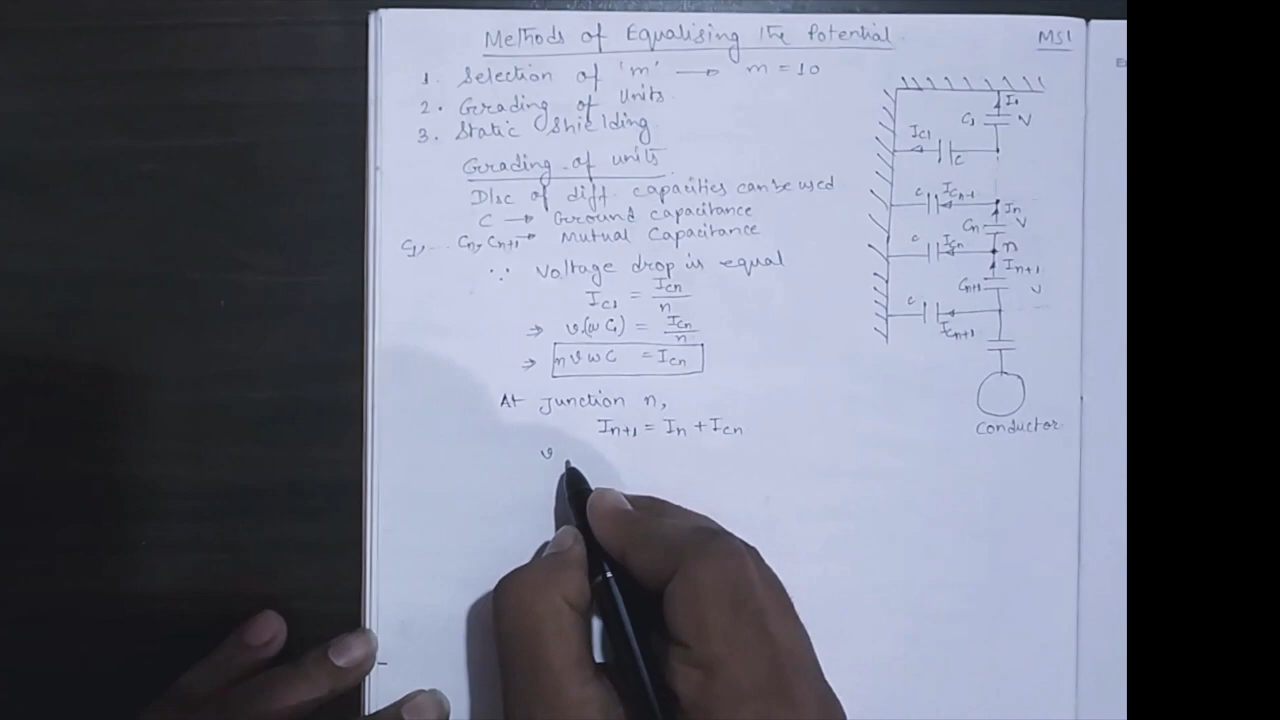 Methods of Equalising the Potential
MS1
1. Selection of 'm' → m = 10
2. Grading of Units
3. Static Shielding
Grading of units
Disc of diff. capacities can be used
C → Ground capacitance
C1, ... Cn, Cn+1 → Mutual Capacitance
∵ Voltage drop is equal
Ic1 = Icn/n
⇒ v(ωC1) = Icn/n
⇒ nvωC = Icn
At junction n,
In+1 = In + Icn
v
I1
C1 V
Ic1
C
C Icn-1
In
Cn V
C Icn
n
In+1
Cn+1 V
C
Icn+1
Conductor